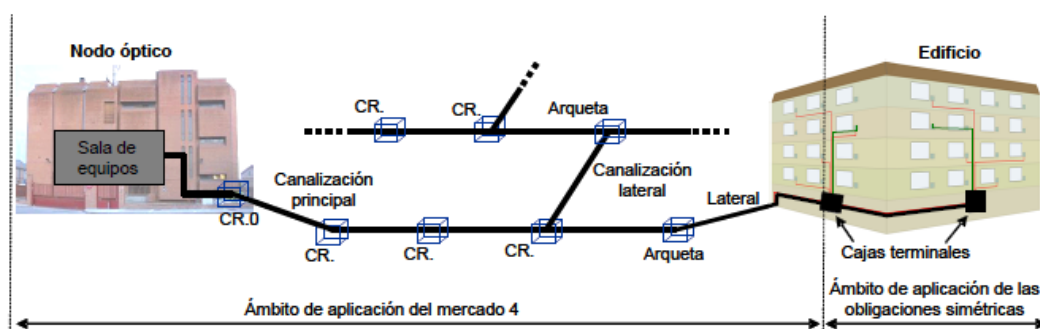 Nodo óptico
Edificio
CR.
CR.
Arqueta
Sala de
equipos
Canalización
principal
Canalización
lateral
Lateral
CR.0
CR.
CR.
CR.
Arqueta
Cajas terminales
Ámbito de aplicación del mercado 4
Ámbito de aplicación de las
obligaciones simétricas